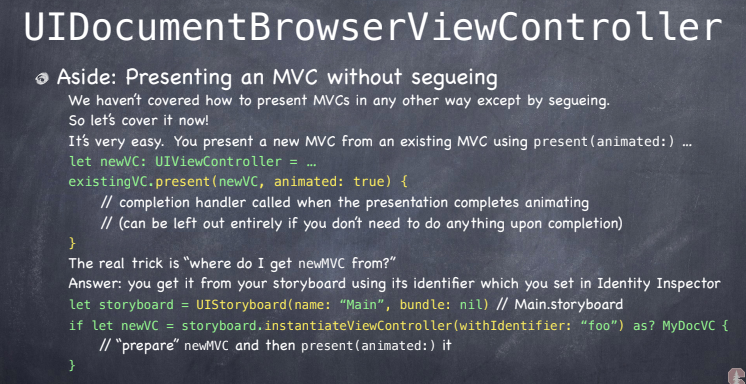 UIDocumentBrowserViewController
Aside: Presenting an MVC without segueing
We haven't covered how to present MVCs in any other way except by segueing.
So let's cover it now!
It's very easy. You present a new MVC from an existing MVC using present(animated:) …
let newVC: UIViewController = …
existingVC.present(newVC, animated: true) {
// completion handler called when the presentation completes animating
// (can be left out entirely if you don't need to do anything upon completion)
}
The real trick is "where do I get newMVC from?"
Answer: you get it from your storyboard using its identifier which you set in Identity Inspector
let storyboard = UIStoryboard(name: "Main", bundle: nil) // Main.storyboard
if let newVC = storyboard.instantiateViewController(withIdentifier: "foo") as? MyDocVC {
// "prepare" newMVC and then present(animated:) it
}